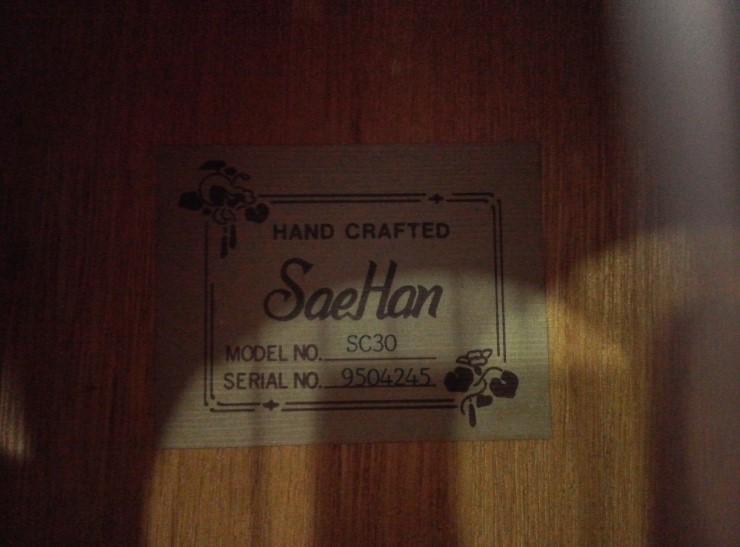 HAND CRAFTED
SaeHan
MODEL NO. SC30
SERIAL NO. 9504245